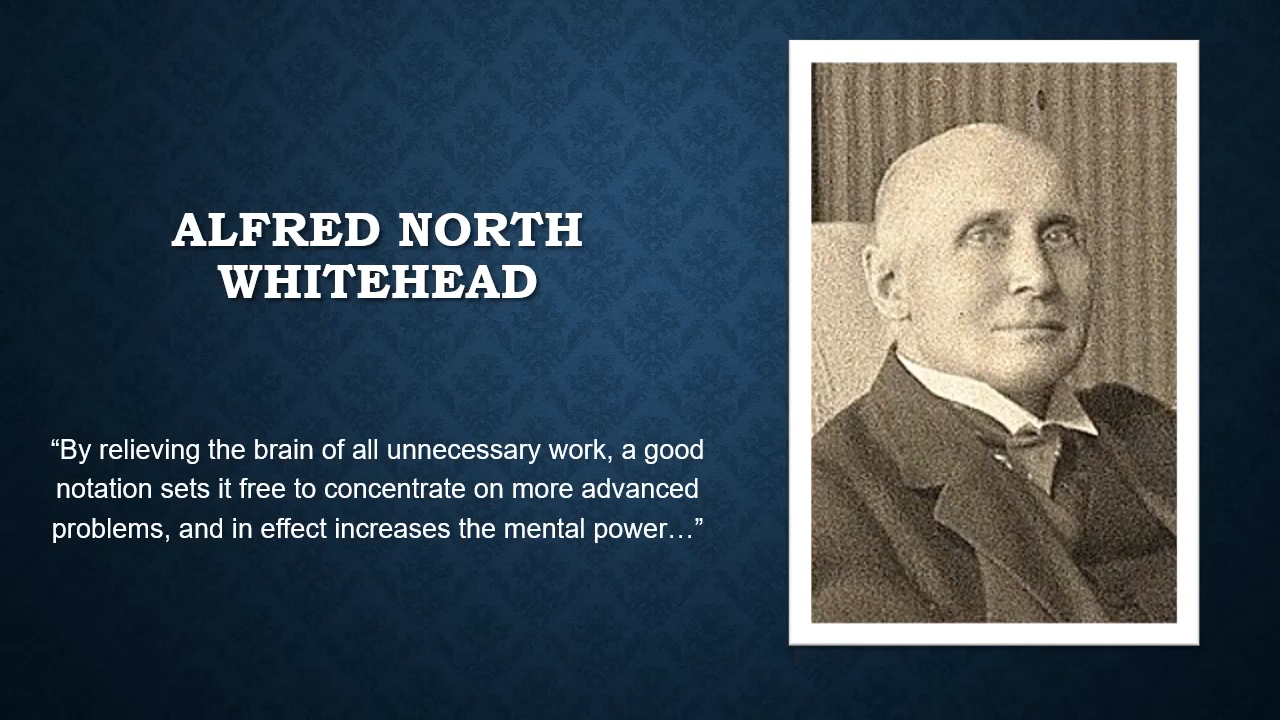 ALFRED NORTH
WHITEHEAD
“By relieving the brain of all unnecessary work, a good
notation sets it free to concentrate on more advanced
problems, and in effect increases the mental power…”